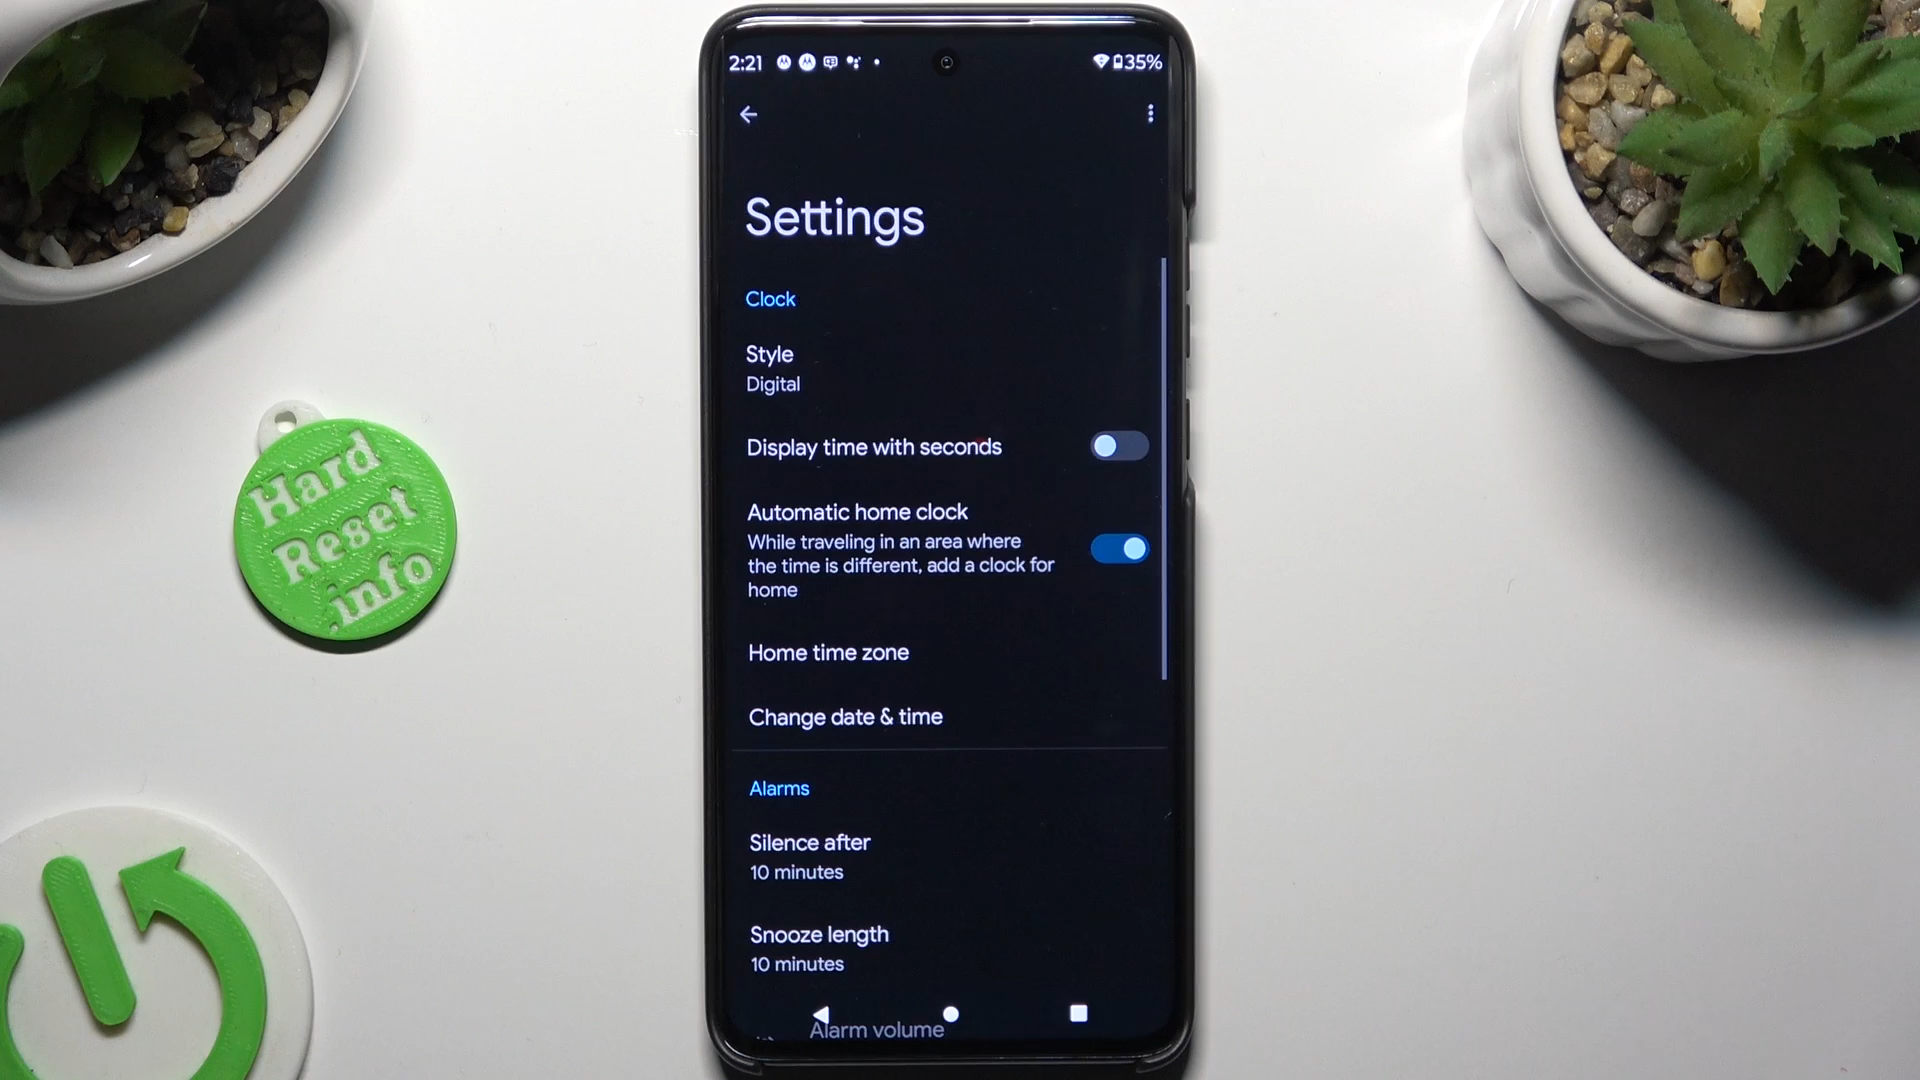 2:21
35%
Settings
Clock
Style
Digital
Display time with seconds
Automatic home clock
While traveling in an area where
the time is different, add a clock for
home
Home time zone
Change date & time
Alarms
Silence after
10 minutes
Snooze length
10 minutes
Alarm volume
Hard
Reset
.info